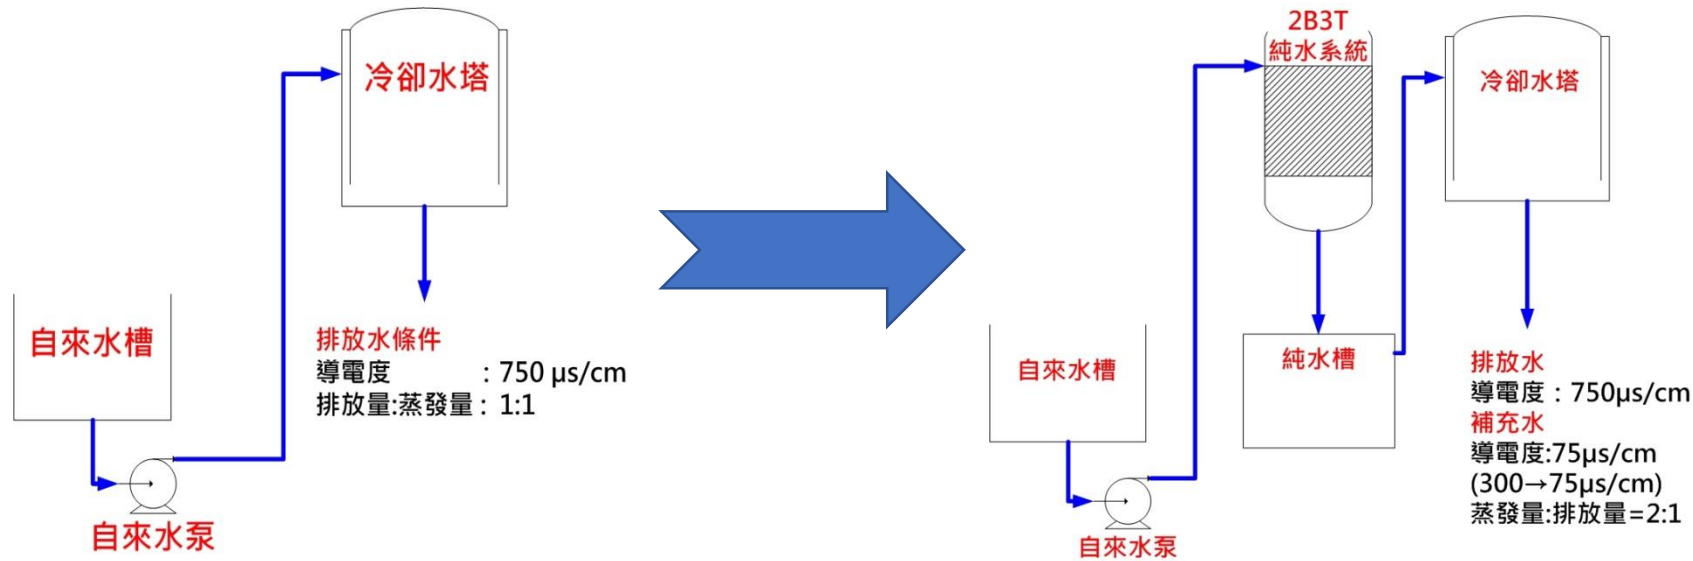 冷卻水塔
自來水槽
自來水泵
排放水條件
導電度 : 750 μs/cm
排放量:蒸發量 : 1:1
2B3T
純水系統
冷卻水塔
自來水槽
純水槽
自來水泵
排放水
導電度 : 750μs/cm
補充水
導電度:75μs/cm
(300→75μs/cm)
蒸發量:排放量=2:1